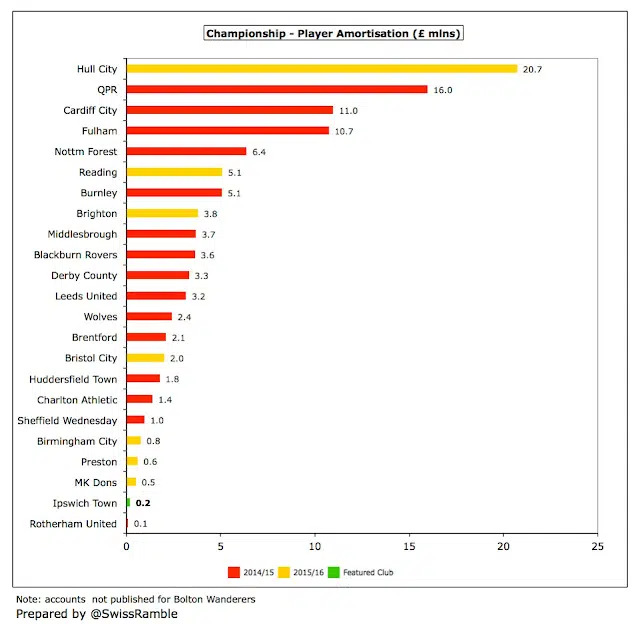 Championship - Player Amortisation (£ mlns)
Hull City 20.7
QPR 16.0
Cardiff City 11.0
Fulham 10.7
Nottm Forest 6.4
Reading 5.1
Burnley 5.1
Brighton 3.8
Middlesbrough 3.7
Blackburn Rovers 3.6
Derby County 3.3
Leeds United 3.2
Wolves 2.4
Brentford 2.1
Bristol City 2.0
Huddersfield Town 1.8
Charlton Athletic 1.4
Sheffield Wednesday 1.0
Birmingham City 0.8
Preston 0.6
MK Dons 0.5
Ipswich Town 0.2
Rotherham United 0.1
0 5 10 15 20 25
2014/15 2015/16 Featured Club
Note: accounts not published for Bolton Wanderers
Prepared by @SwissRamble